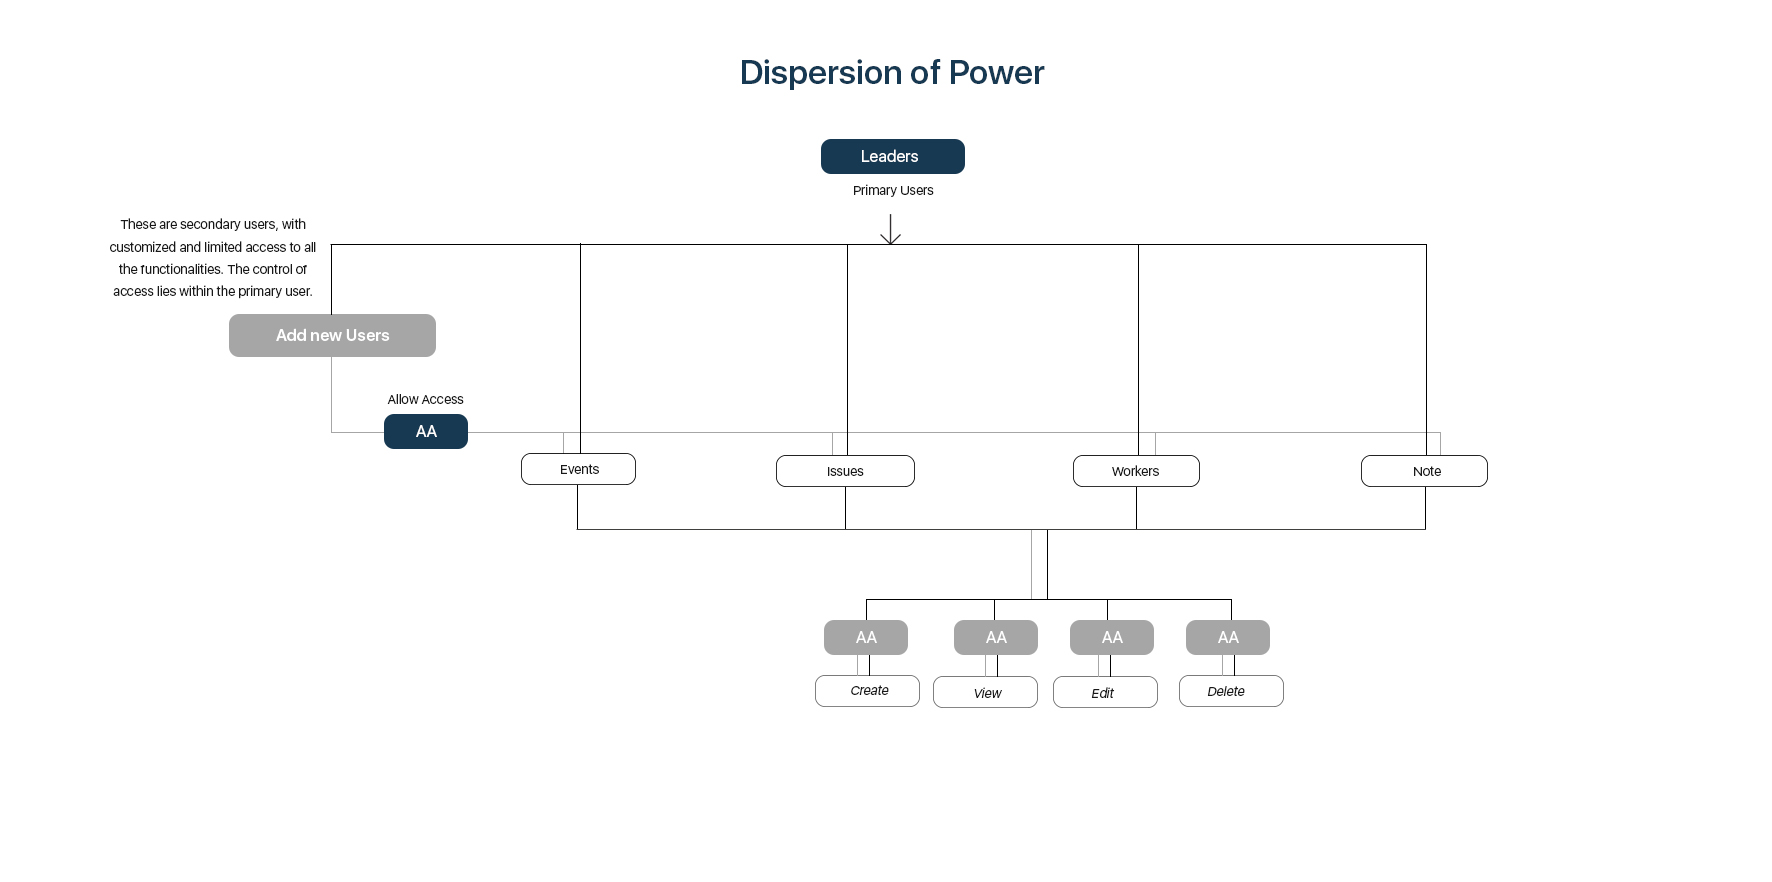 Dispersion of Power
Leaders
Primary Users
These are secondary users, with
customized and limited access to all
the functionalities. The control of
access lies within the primary user.
Add new Users
Allow Access
AA
Events
Issues
Workers
Note
AA
AA
AA
AA
Create
View
Edit
Delete